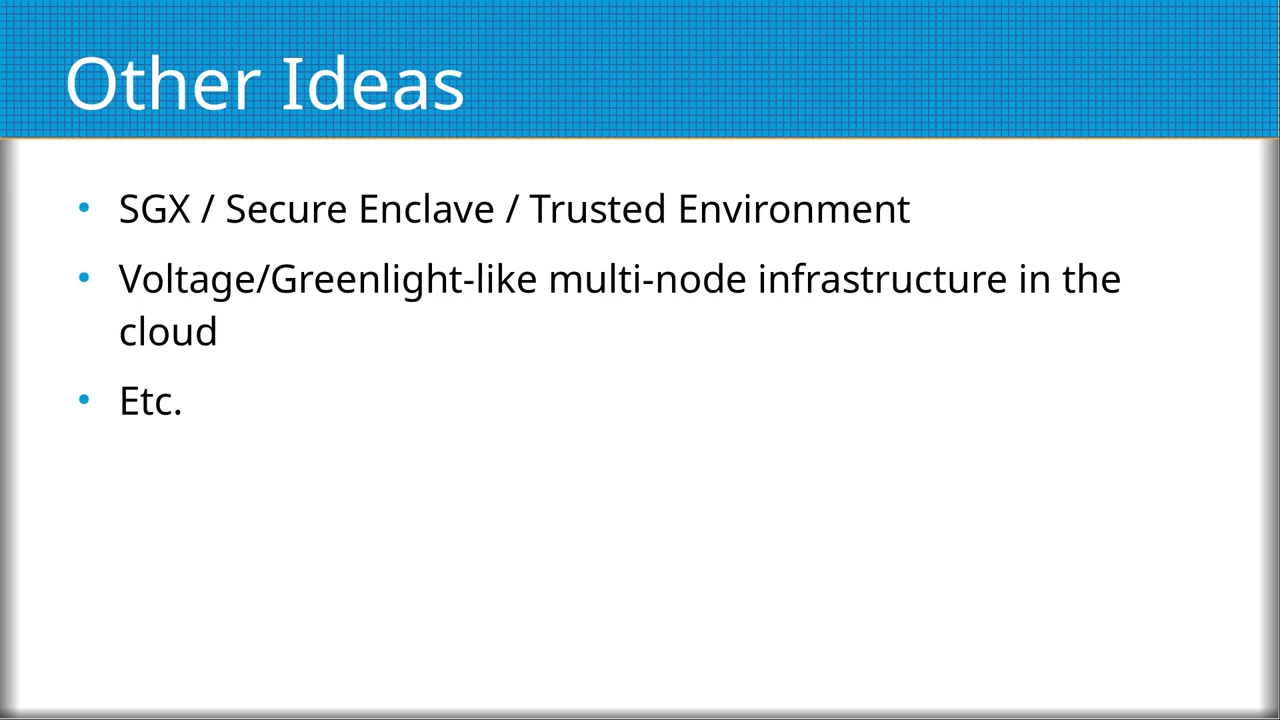 Other Ideas
• SGX / Secure Enclave / Trusted Environment
• Voltage/Greenlight-like multi-node infrastructure in the
cloud
• Etc.